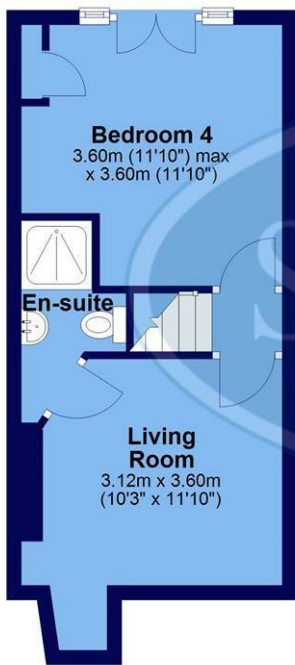 Bedroom 4
3.60m (11'10") max
x 3.60m (11'10")
En-suite
Living
Room
3.12m x 3.60m
(10'3" x 11'10")